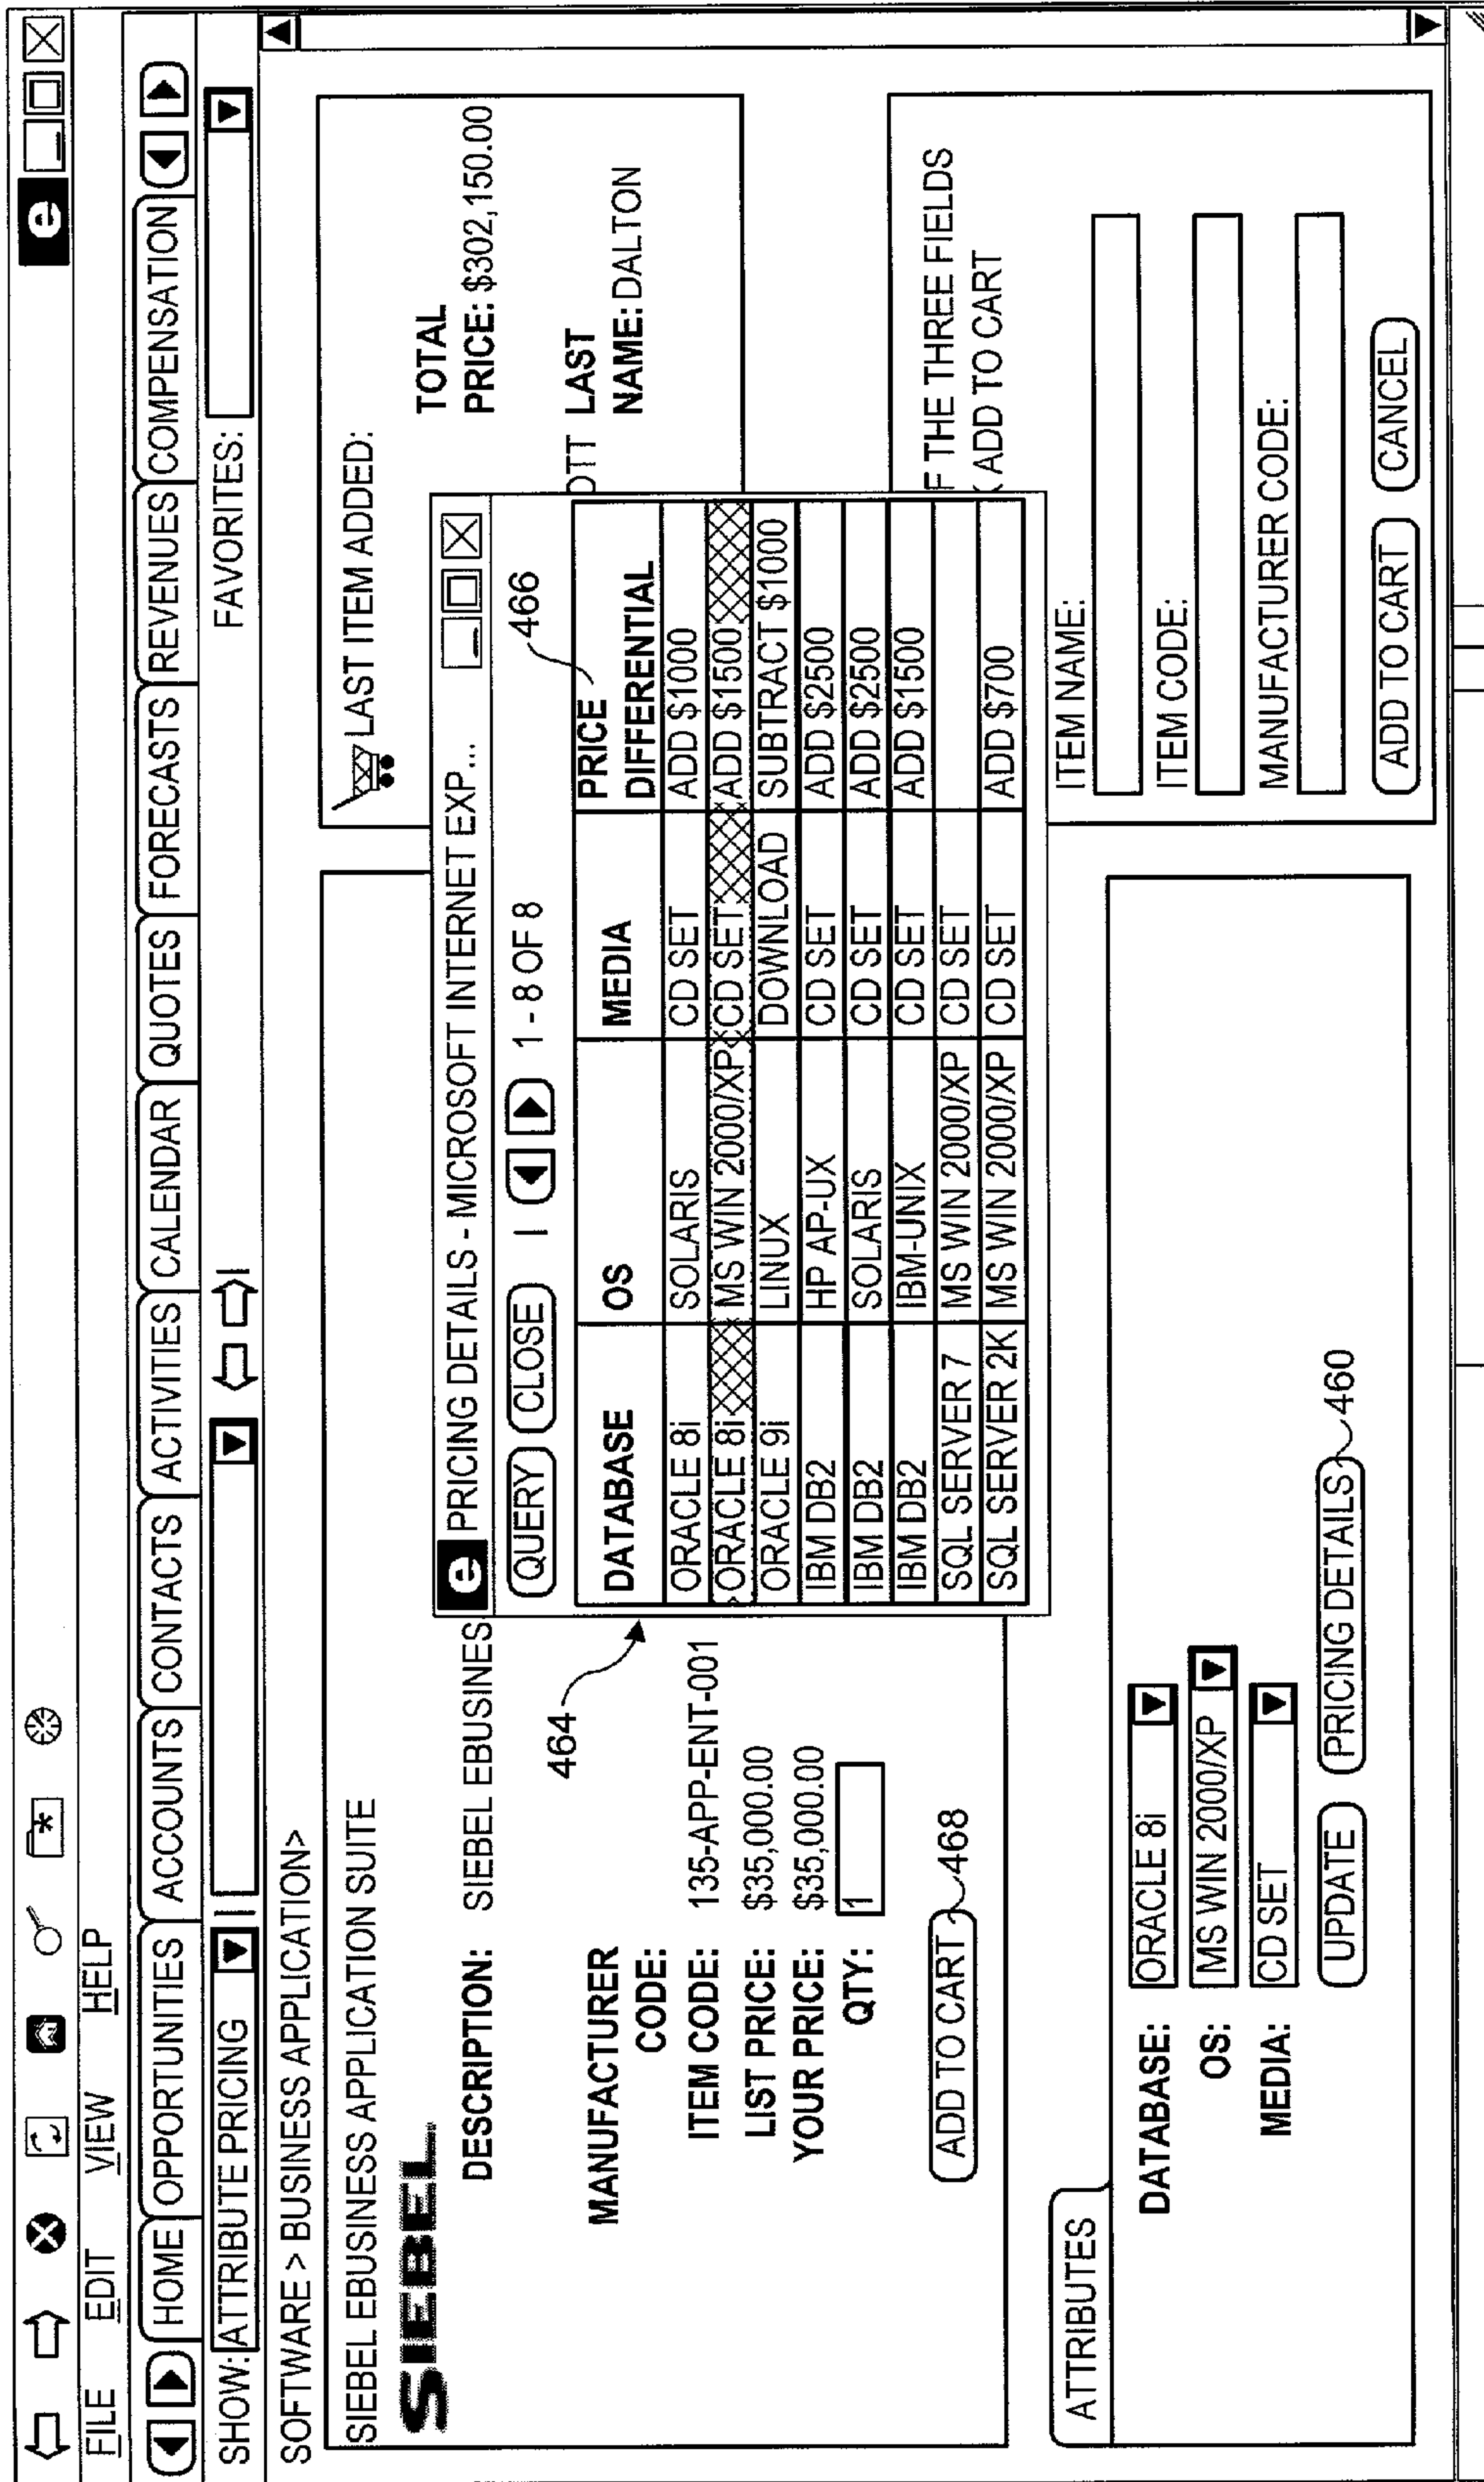 FILE EDIT VIEW HELP
HOME OPPORTUNITIES ACCOUNTS CONTACTS ACTIVITIES CALENDAR QUOTES FORECASTS REVENUES COMPENSATION
SHOW: ATTRIBUTE PRICING FAVORITES:
SOFTWARE > BUSINESS APPLICATION>
SIEBEL EBUSINESS APPLICATION SUITE
SIEBEL
DESCRIPTION: SIEBEL EBUSINES
MANUFACTURER
CODE:
ITEM CODE: 135-APP-ENT-001
LIST PRICE: $35,000.00
YOUR PRICE: $35,000.00
QTY: 1
ADD TO CART 468
464
e PRICING DETAILS - MICROSOFT INTERNET EXP...
QUERY CLOSE | 1 - 8 OF 8
466
DATABASE OS MEDIA PRICE DIFFERENTIAL
ORACLE 8i SOLARIS CD SET ADD $1000
ORACLE 8i MS WIN 2000/XP CD SET ADD $1500
ORACLE 9i LINUX DOWNLOAD SUBTRACT $1000
IBM DB2 HP AP-UX CD SET ADD $2500
IBM DB2 SOLARIS CD SET ADD $2500
IBM DB2 IBM-UNIX CD SET ADD $1500
SQL SERVER 7 MS WIN 2000/XP CD SET
SQL SERVER 2K MS WIN 2000/XP CD SET ADD $700
e
LAST ITEM ADDED:
TOTAL
PRICE: $302,150.00
OTT LAST
NAME: DALTON
F THE THREE FIELDS
ADD TO CART
ITEM NAME:
ITEM CODE:
MANUFACTURER CODE:
ADD TO CART CANCEL
ATTRIBUTES
DATABASE: ORACLE 8i
OS: MS WIN 2000/XP
MEDIA: CD SET
UPDATE PRICING DETAILS 460